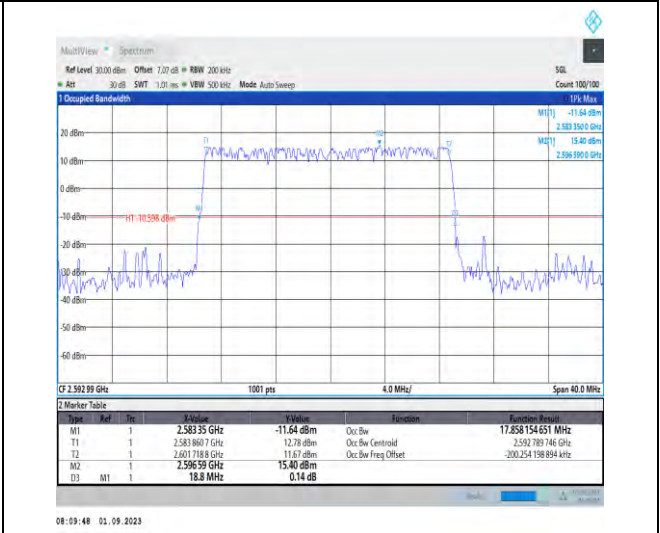 MultiView Spectrum
Ref Level 30.00 dBm Offset 7.07 dB RBW 200 kHz SGL
Att 30 dB SWT 1.01 ms VBW 500 kHz Mode Auto Sweep Count 100/100
1 Occupied Bandwidth 1Pk Max
M1[1] -11.64 dBm
2.583 350 0 GHz
M2[1] 15.40 dBm
2.596 590 0 GHz
20 dBm
T1 T2
10 dBm
0 dBm
-10 dBm H1 -10.598 dBm
-20 dBm
-30 dBm
-40 dBm
-50 dBm
-60 dBm
CF 2.592 99 GHz 1001 pts 4.0 MHz/ Span 40.0 MHz
2 Marker Table
Type Ref Trc X-Value Y-Value Function Function Result
M1 1 2.583 35 GHz -11.64 dBm Occ Bw 17.858 154 651 MHz
T1 1 2.583 860 7 GHz 12.78 dBm Occ Bw Centroid 2.592 789 746 GHz
T2 1 2.601 718 8 GHz 11.67 dBm Occ Bw Freq Offset -200.254 198 894 kHz
M2 1 2.596 59 GHz 15.40 dBm
D3 M1 1 18.8 MHz 0.14 dB
08:09:48 01.09.2023